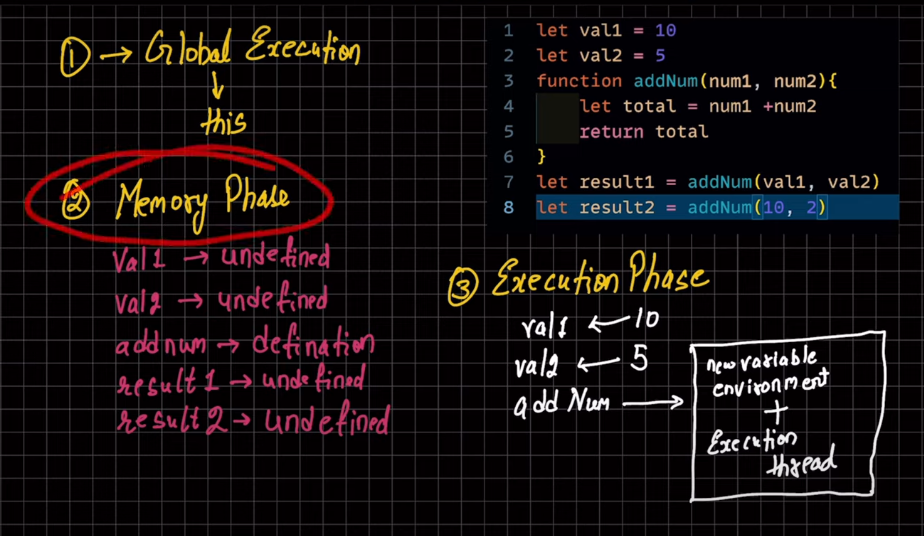 ① → Global Execution
↓
this
② Memory Phase
Val1 → undefined
val2 → undefined
addnum → defination
result1 → undefined
result2 → undefined
1 let val1 = 10
2 let val2 = 5
3 function addNum(num1, num2){
4 let total = num1 +num2
5 return total
6 }
7 let result1 = addNum(val1, val2)
8 let result2 = addNum(10, 2)
③ Execution Phase
val1 ← 10
val2 ← 5
add Num →
new variable
environment
+
Execution
thread